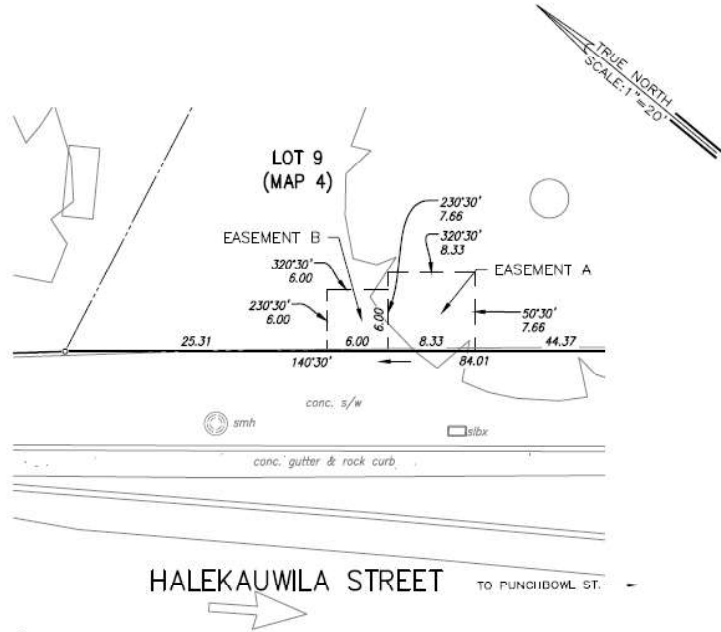 TRUE NORTH
SCALE: 1"=20'
LOT 9
(MAP 4)
230°30'
7.66
320°30'
8.33
EASEMENT B
EASEMENT A
320°30'
6.00
230°30'
6.00
6.00
50°30'
7.66
25.31
6.00
8.33
44.37
140°30'
84.01
conc. s/w
smh
slbx
conc. gutter & rock curb
HALEKAUWILA STREET
TO PUNCHBOWL ST.